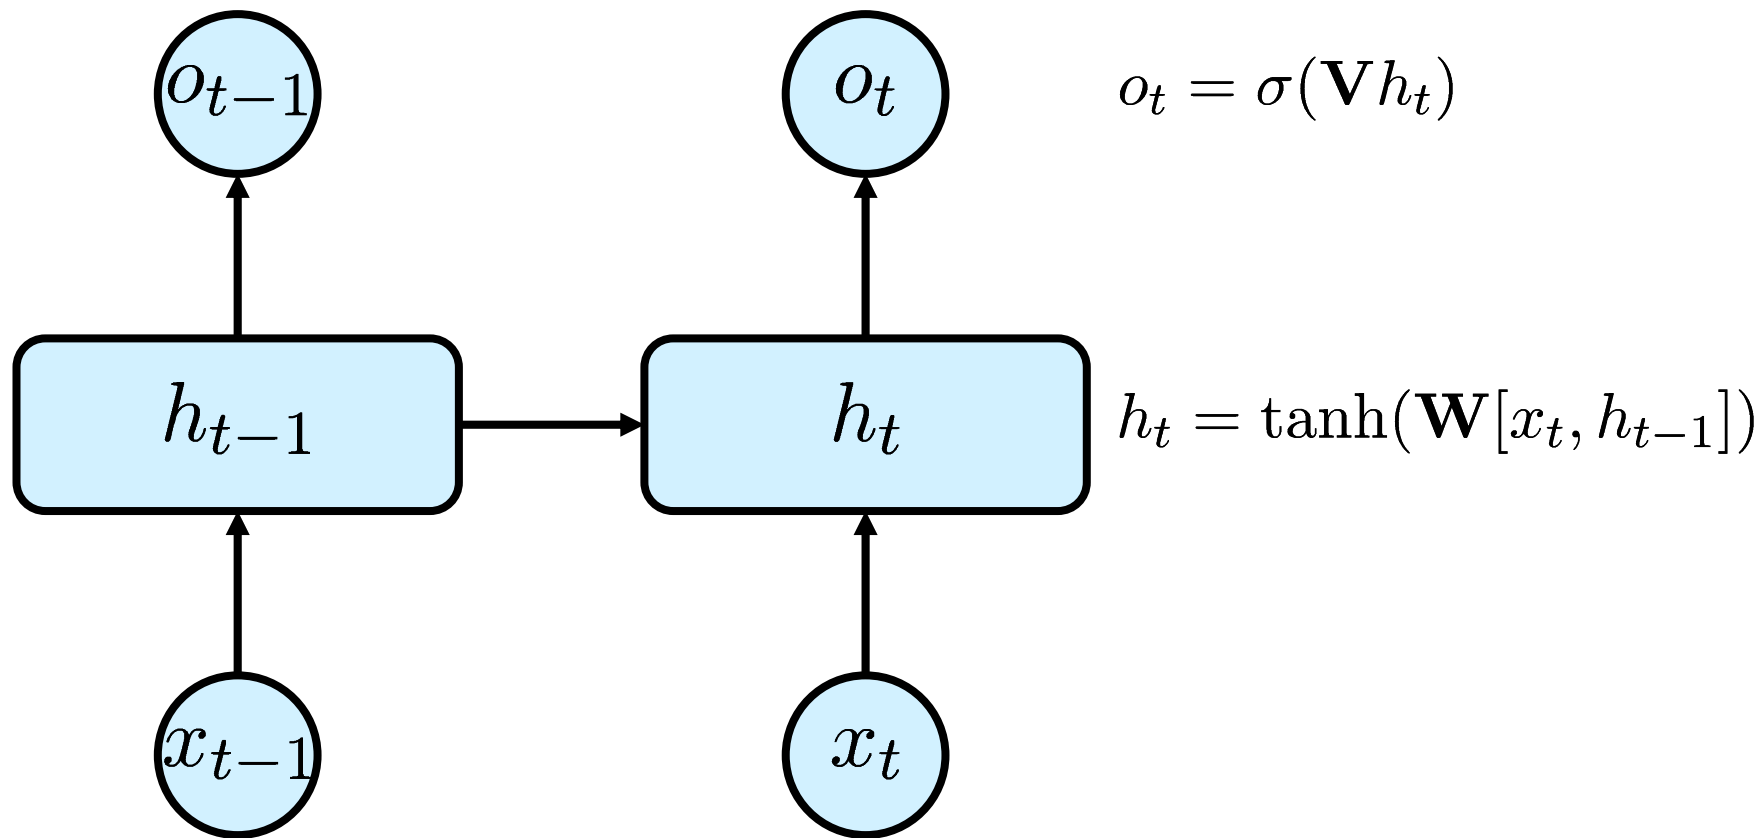 o_{t-1} o_t o_t = σ(𝐕h_t)
h_{t-1} h_t h_t = tanh(𝐖[x_t, h_{t-1}])
x_{t-1} x_t